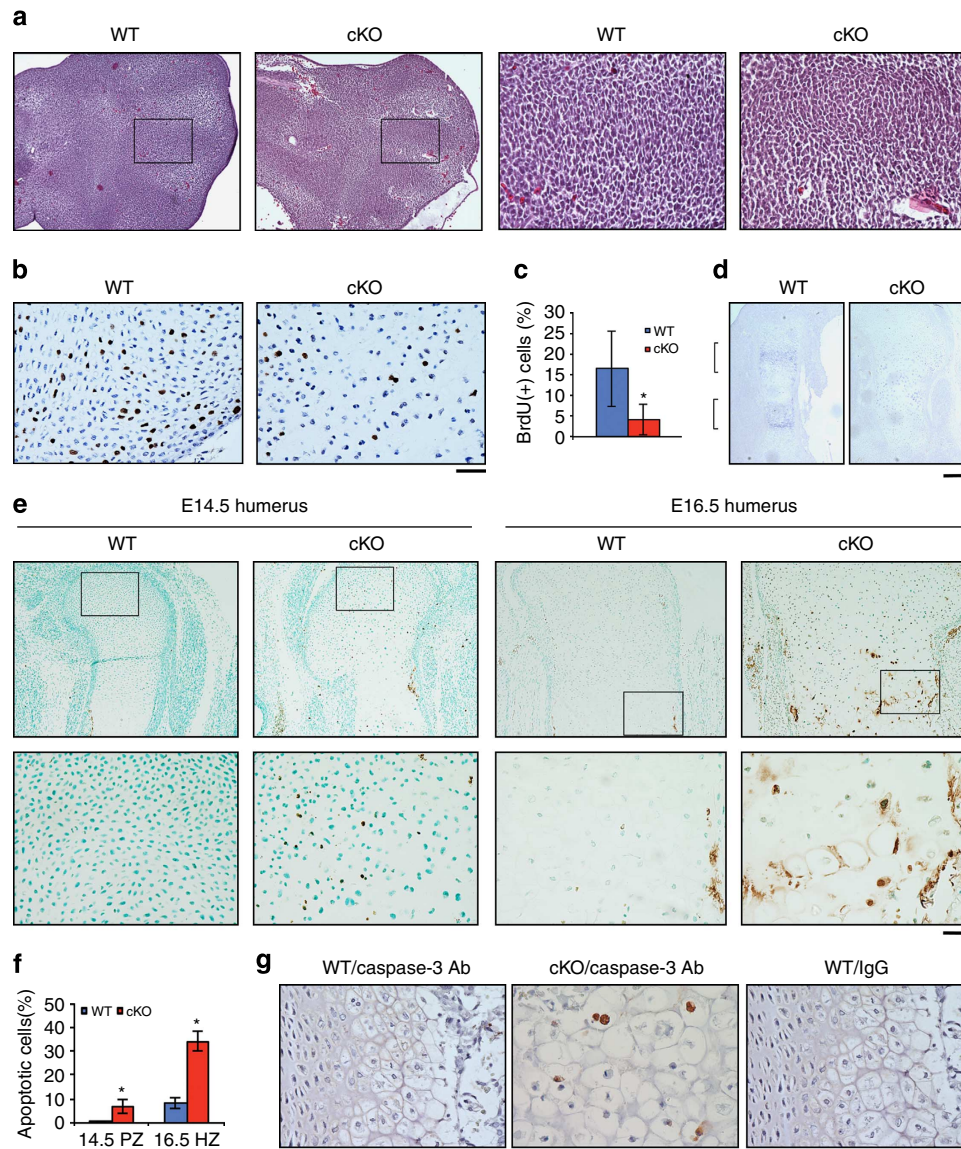 a
WT cKO WT cKO
b
WT cKO
c
BrdU(+) cells (%)
30
25
20
15
10
5
0
WT
cKO
*
d
WT cKO
e
E14.5 humerus E16.5 humerus
WT cKO WT cKO
f
Apoptotic cells(%)
50
40
30
20
10
0
WT cKO
*
*
14.5 PZ 16.5 HZ
g
WT/caspase-3 Ab cKO/caspase-3 Ab WT/IgG